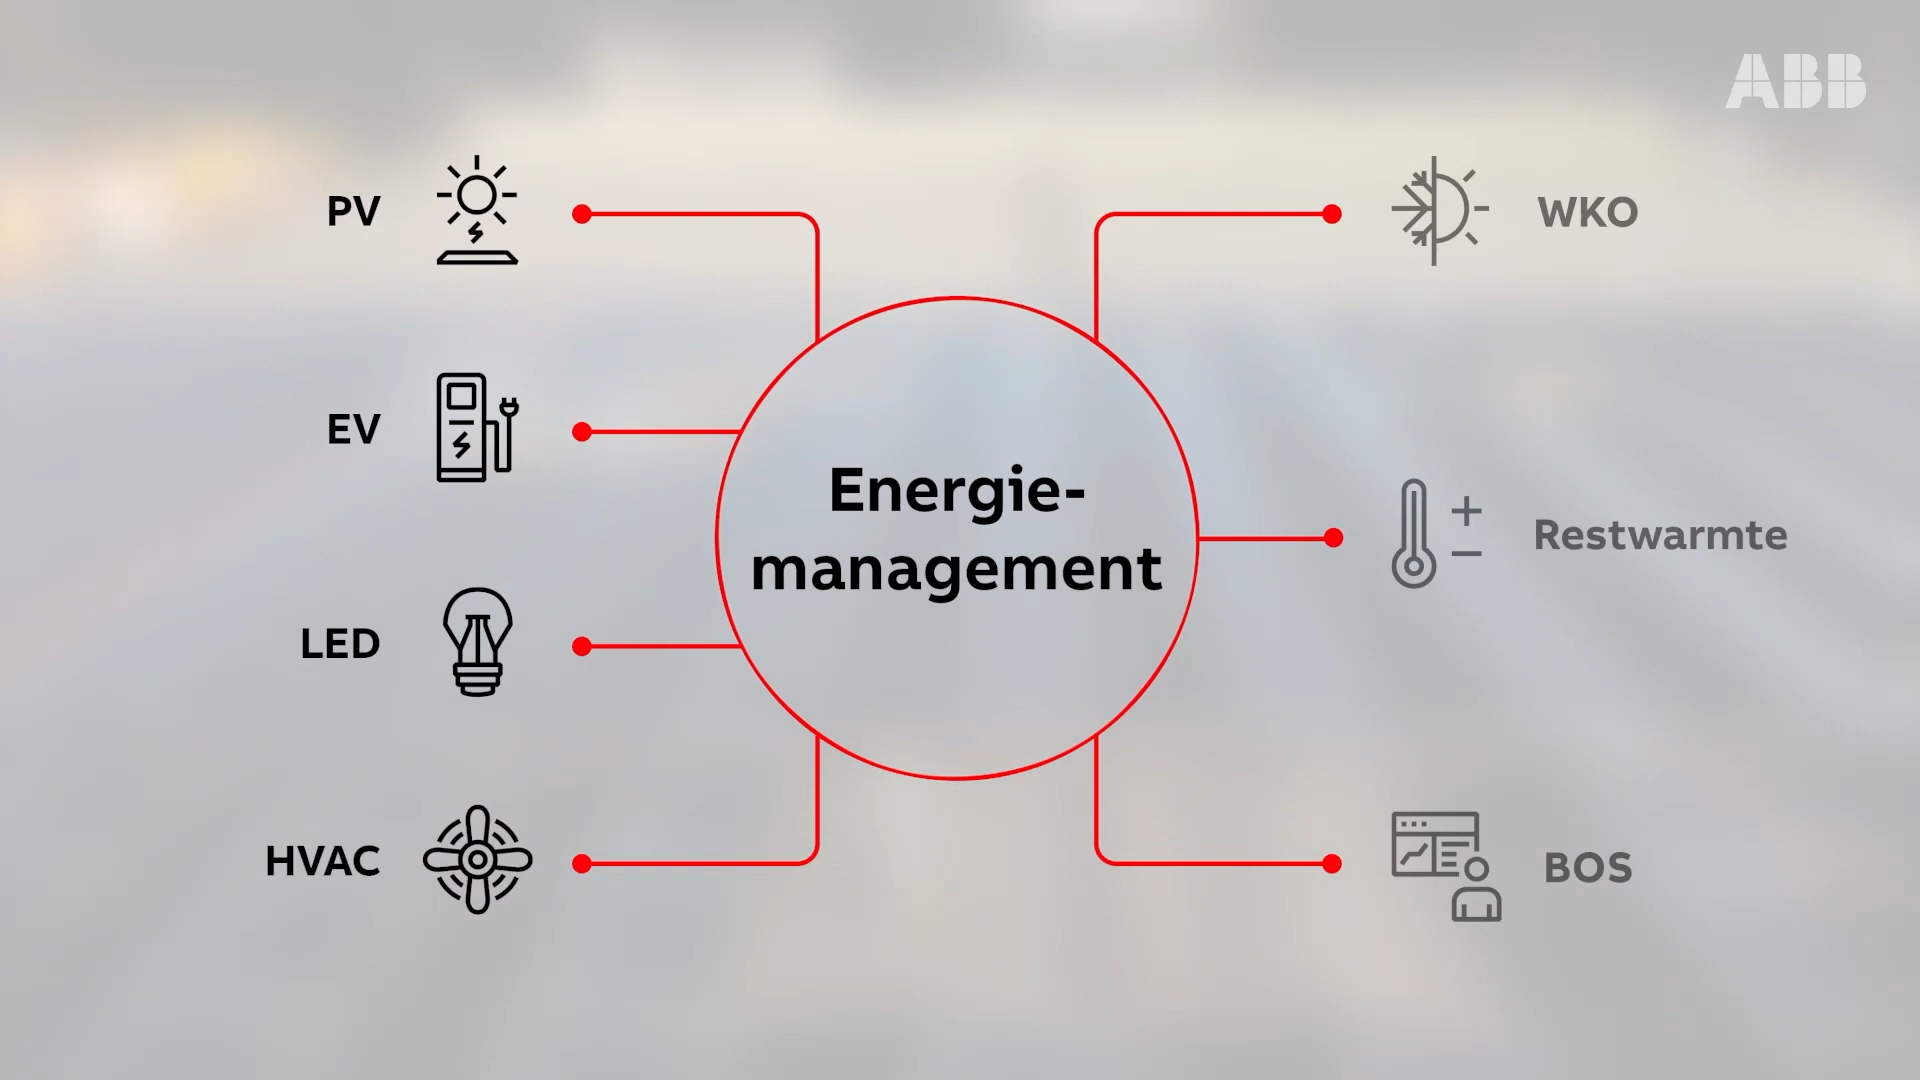 ABB
PV
EV
LED
HVAC
Energie-
management
WKO
Restwarmte
BOS